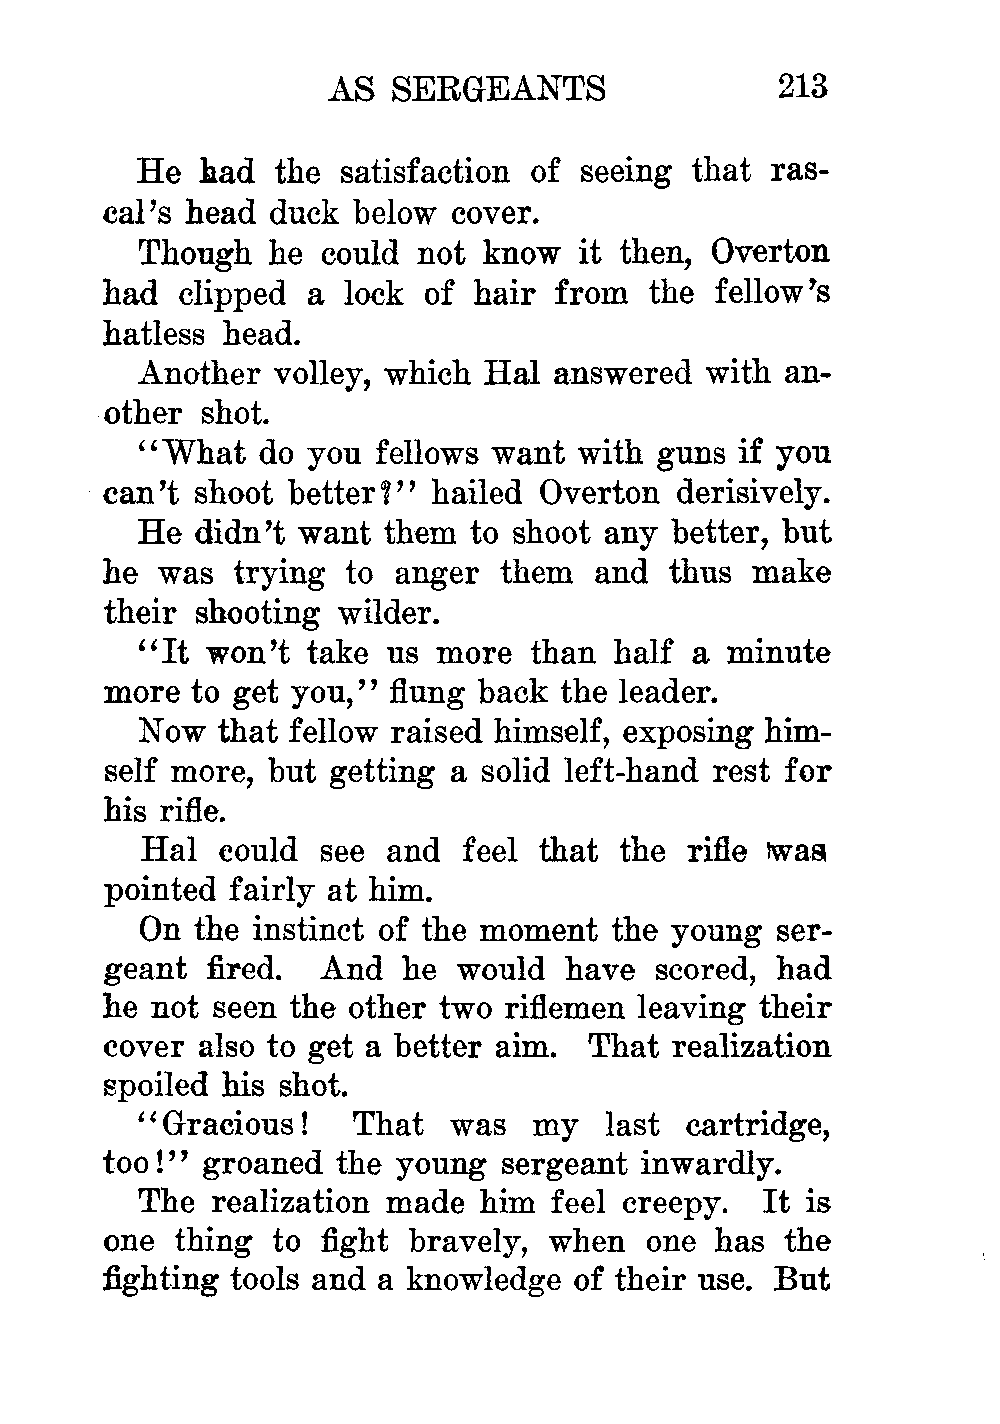 AS SERGEANTS 213
He had the satisfaction of seeing that ras-
cal's head duck below cover.
Though he could not know it then, Overton
had clipped a lock of hair from the fellow's
hatless head.
Another volley, which Hal answered with an-
other shot.
"What do you fellows want with guns if you
can't shoot better?" hailed Overton derisively.
He didn't want them to shoot any better, but
he was trying to anger them and thus make
their shooting wilder.
"It won't take us more than half a minute
more to get you," flung back the leader.
Now that fellow raised himself, exposing him-
self more, but getting a solid left-hand rest for
his rifle.
Hal could see and feel that the rifle was
pointed fairly at him.
On the instinct of the moment the young ser-
geant fired. And he would have scored, had
he not seen the other two riflemen leaving their
cover also to get a better aim. That realization
spoiled his shot.
"Gracious! That was my last cartridge,
too!" groaned the young sergeant inwardly.
The realization made him feel creepy. It is
one thing to fight bravely, when one has the
fighting tools and a knowledge of their use. But